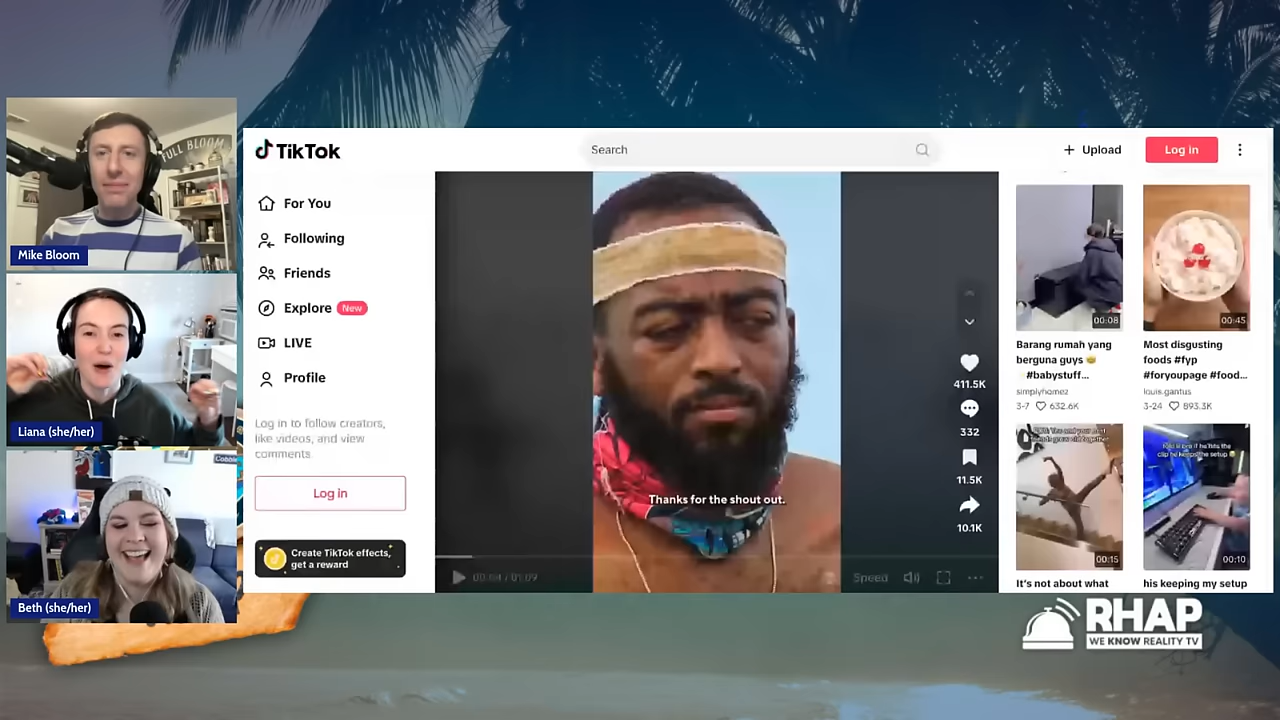 FULL BLOOM
Mike Bloom
Liana (she/her)
Beth (she/her)
TikTok
Search
Upload
Log in
For You
Following
Friends
Explore New
LIVE
Profile
Log in to follow creators,
like videos, and view
comments.
Log in
Create TikTok effects,
get a reward
Thanks for the shout out.
00:04 / 01:09
Speed
411.5K
332
11.5K
10.1K
00:08
Barang rumah yang
berguna guys
#babystuff...
simplyhomez
3-7 632.6K
00:45
Most disgusting
foods #fyp
#foryoupage #food...
louis.gantus
3-24 893.3K
00:15
It's not about what
00:10
his keeping my setup
RHAP
WE KNOW REALITY TV